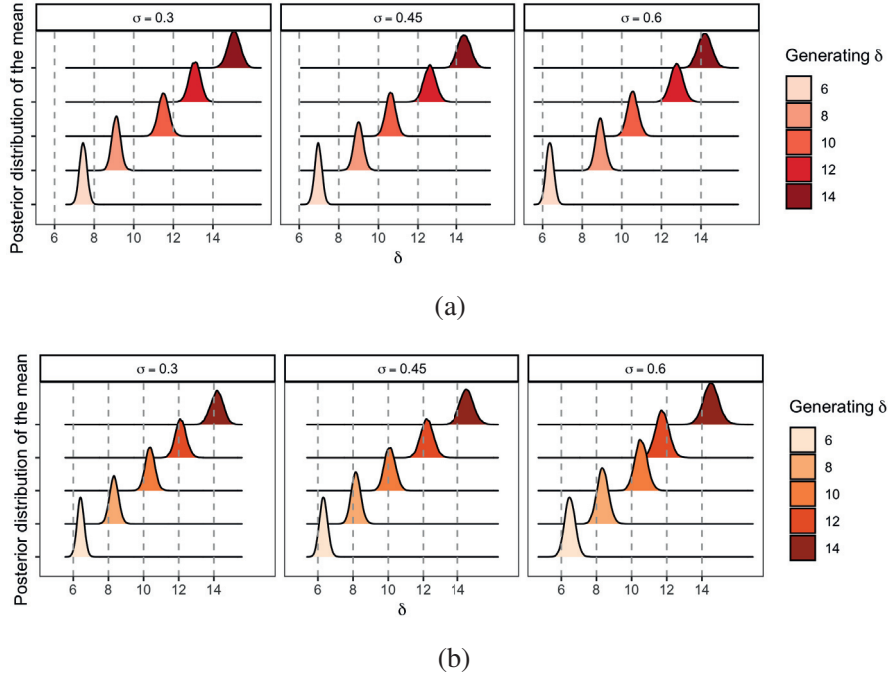 σ = 0.3
σ = 0.45
σ = 0.6
Posterior distribution of the mean
6 8 10 12 14
6 8 10 12 14
6 8 10 12 14
δ
Generating δ
6
8
10
12
14
(a)
σ = 0.3
σ = 0.45
σ = 0.6
Posterior distribution of the mean
6 8 10 12 14
6 8 10 12 14
6 8 10 12 14
δ
Generating δ
6
8
10
12
14
(b)